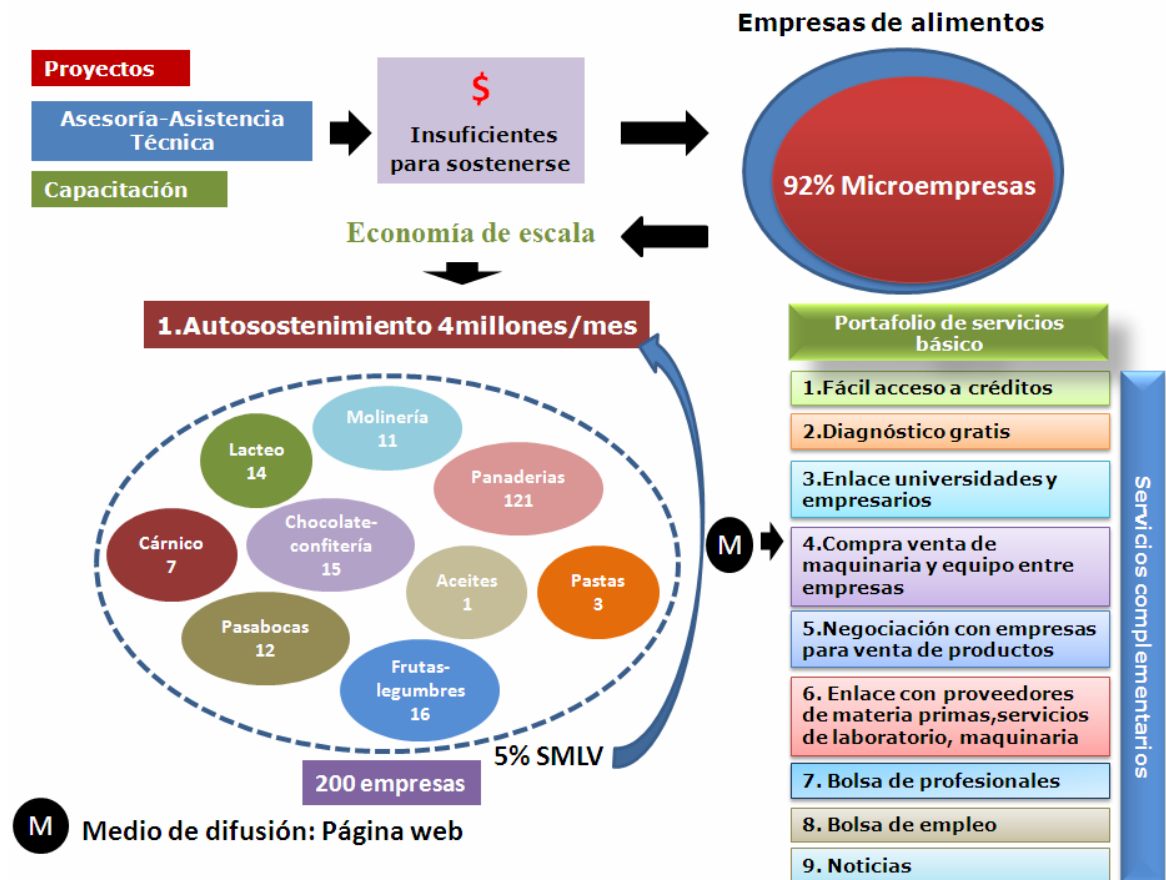 Empresas de alimentos
Proyectos
Asesoría-Asistencia
Técnica
Capacitación
$
Insuficientes
para sostenerse
92% Microempresas
Economía de escala
1.Autosostenimiento 4millones/mes
Molinería
11
Lacteo
14
Panaderias
121
Chocolate-
confitería
15
Cárnico
7
Aceites
1
Pastas
3
Pasabocas
12
Frutas-
legumbres
16
5% SMLV
200 empresas
M
M
Medio de difusión: Página web
Portafolio de servicios
básico
1.Fácil acceso a créditos
2.Diagnóstico gratis
3.Enlace universidades y
empresarios
4.Compra venta de
maquinaria y equipo entre
empresas
5.Negociación con empresas
para venta de productos
6. Enlace con proveedores
de materia primas,servicios
de laboratorio, maquinaria
7. Bolsa de profesionales
8. Bolsa de empleo
9. Noticias
Servicios complementarios